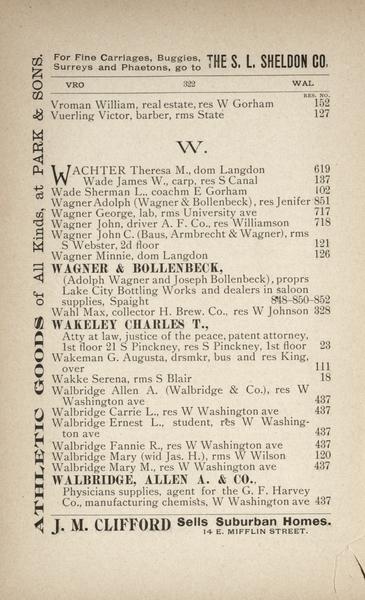 For Fine Carriages, Buggies,
Surreys and Phaetons, go to THE S. L. SHELDON CO.
VRO 322 WAL
RES. NO.
Vroman William, real estate, res W Gorham 152
Vuerling Victor, barber, rms State 127
W.
WACHTER Theresa M., dom Langdon 619
Wade James W., carp, res S Canal 137
Wade Sherman L., coachm E Gorham 102
Wagner Adolph (Wagner & Bollenbeck), res Jenifer 851
Wagner George, lab, rms University ave 717
Wagner John, driver A. F. Co., res Williamson 718
Wagner John C. (Baus, Armbrecht & Wagner), rms
S Webster, 2d floor 121
Wagner Minnie, dom Langdon 126
WAGNER & BOLLENBECK,
(Adolph Wagner and Joseph Bollenbeck), proprs
Lake City Bottling Works and dealers in saloon
supplies, Spaight 848-850-852
Wahl Max, collector H. Brew. Co., res W Johnson 328
WAKELEY CHARLES T.,
Atty at law, justice of the peace, patent attorney,
1st floor 21 S Pinckney, res S Pinckney, 1st floor 23
Wakeman G. Augusta, drsmkr, bus and res King,
over 111
Wakke Serena, rms S Blair 18
Walbridge Allen A. (Walbridge & Co.), res W
Washington ave 437
Walbridge Carrie L., res W Washington ave 437
Walbridge Ernest L., student, res W Washing-
ton ave 437
Walbridge Fannie R., res W Washington ave 437
Walbridge Mary (wid Jas. H.), rms W Wilson 120
Walbridge Mary M., res W Washington ave 437
WALBRIDGE, ALLEN A. & CO.,
Physicians supplies, agent for the G. F. Harvey
Co., manufacturing chemists, W Washington ave 437
J. M. CLIFFORD Sells Suburban Homes.
14 E. MIFFLIN STREET.
ATHLETIC GOODS of All Kinds, at PARK & SONS.